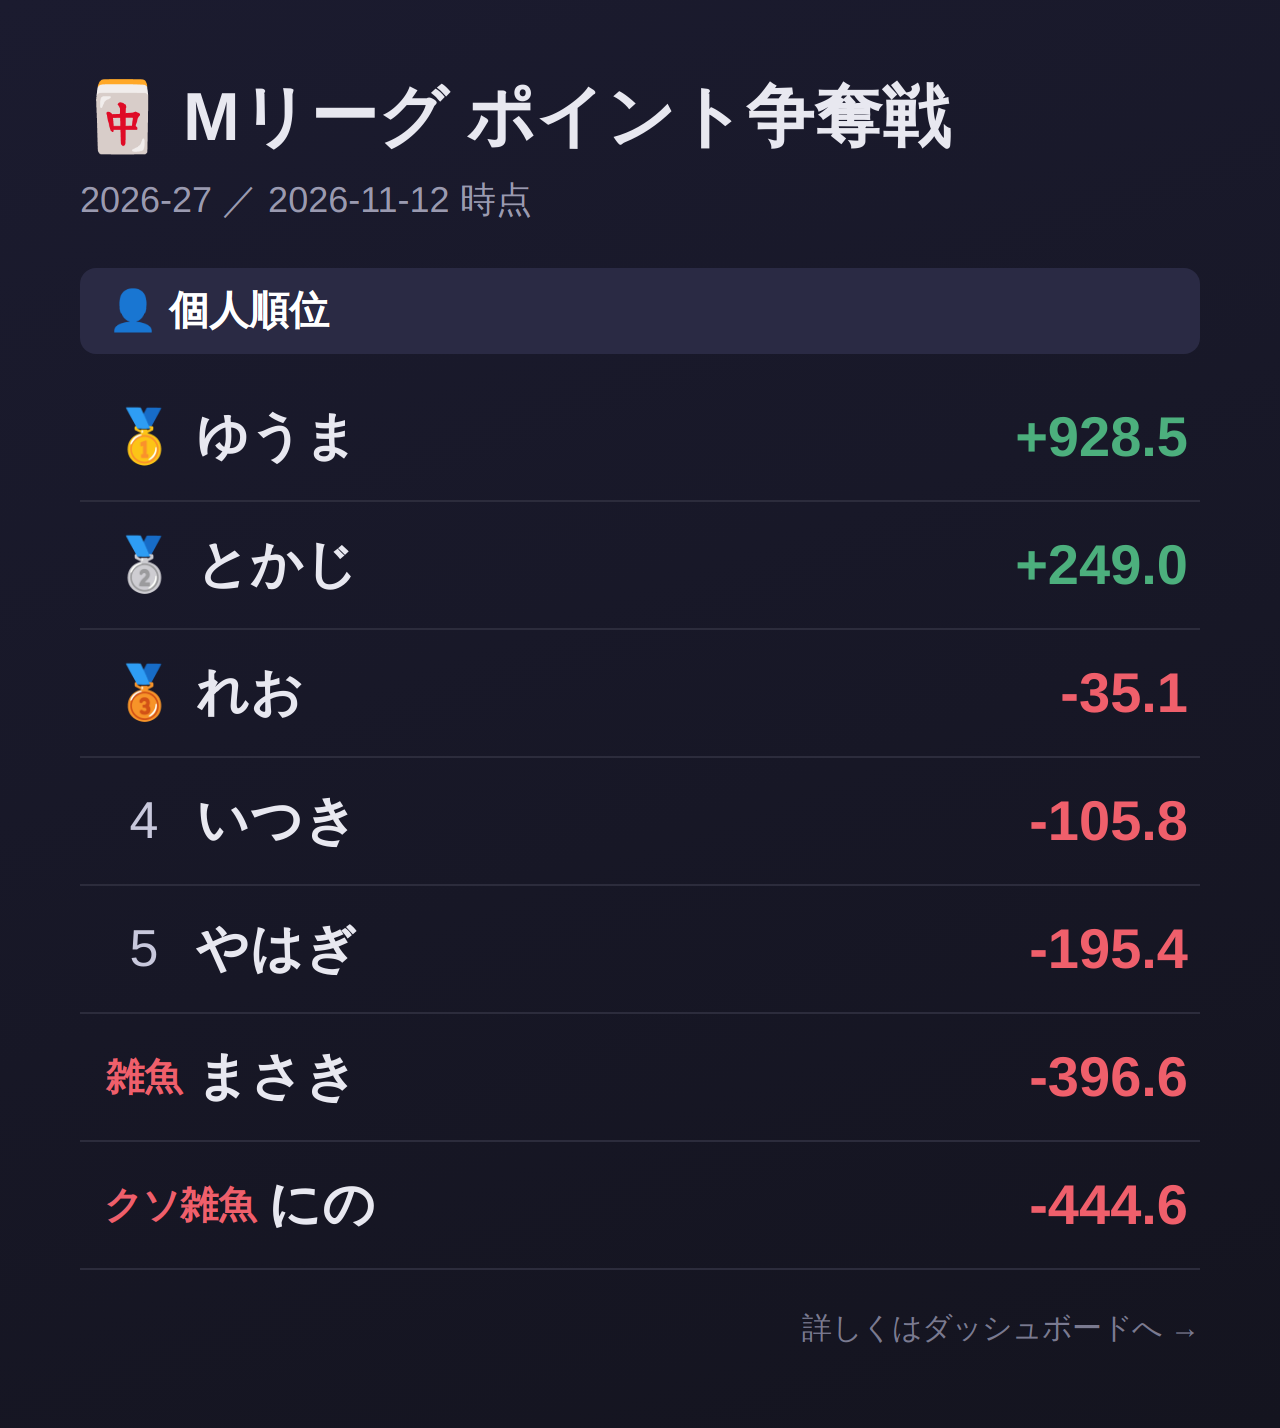 🀄 Mリーグ ポイント争奪戦
2026-27 ／ 2026-11-12 時点
👤 個人順位
🥇 ゆうま +928.5
🥈 とかじ +249.0
🥉 れお -35.1
4 いつき -105.8
5 やはぎ -195.4
雑魚 まさき -396.6
クソ雑魚 にの -444.6
詳しくはダッシュボードへ →